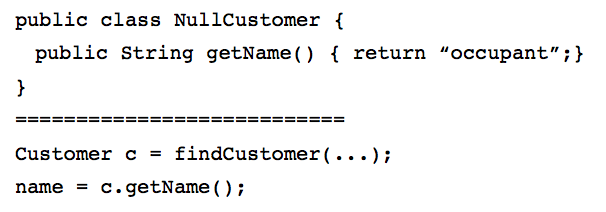 public class NullCustomer {
public String getName() { return “occupant”;}
}
===========================
Customer c = findCustomer(...);
name = c.getName();